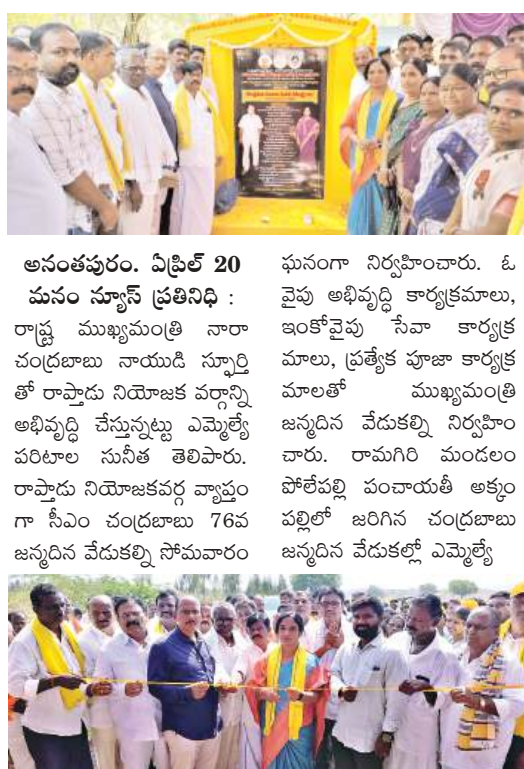 అనంతపురం. ఏప్రిల్ 20
మనం న్యూస్ ప్రతినిధి :
రాష్ట్ర ముఖ్యమంత్రి నారా
చంద్రబాబు నాయుడి స్ఫూర్తి
తో రాప్తాడు నియోజక వర్గాన్ని
అభివృద్ధి చేస్తున్నట్టు ఎమ్మెల్యే
పరిటాల సునీత తెలిపారు.
రాప్తాడు నియోజకవర్గ వ్యాప్తం
గా సీఎం చంద్రబాబు 76వ
జన్మదిన వేడుకల్ని సోమవారం
ఘనంగా నిర్వహించారు. ఓ
వైపు అభివృద్ధి కార్యక్రమాలు,
ఇంకోవైపు సేవా కార్యక్ర
మాలు, ప్రత్యేక పూజా కార్యక్ర
మాలతో ముఖ్యమంత్రి
జన్మదిన వేడుకల్ని నిర్వహిం
చారు. రామగిరి మండలం
పోలేపల్లి పంచాయతీ అక్కం
పల్లిలో జరిగిన చంద్రబాబు
జన్మదిన వేడుకల్లో ఎమ్మెల్యే